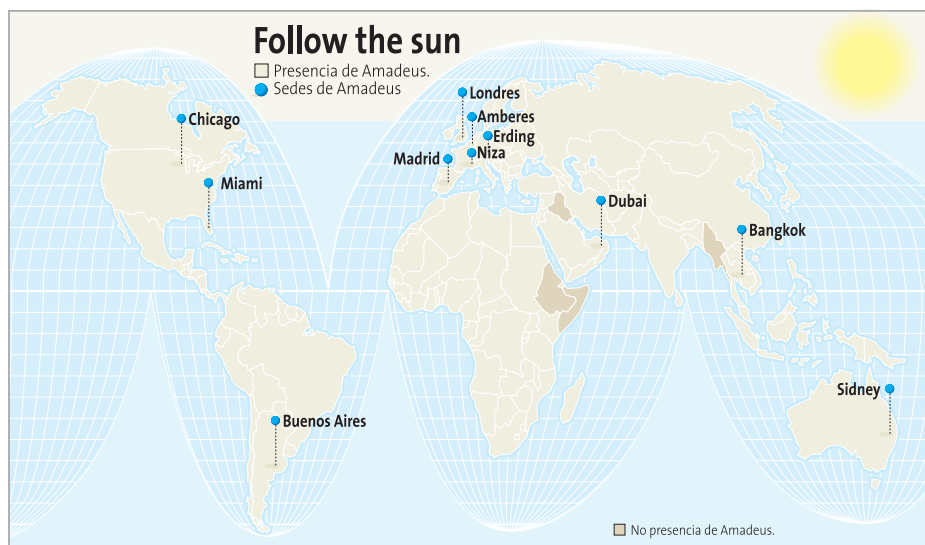 Follow the sun
Presencia de Amadeus.
Sedes de Amadeus
Londres
Chicago
Amberes
Erding
Madrid
Niza
Miami
Dubai
Bangkok
Sidney
Buenos Aires
No presencia de Amadeus.